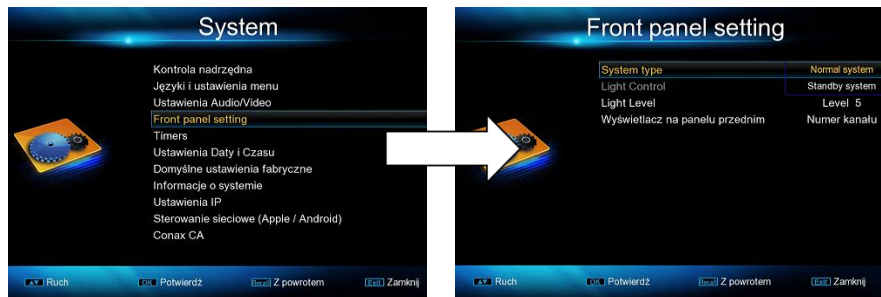 System
Kontrola nadrzędna
Języki i ustawienia menu
Ustawienia Audio/Video
Front panel setting
Timers
Ustawienia Daty i Czasu
Domyślne ustawienia fabryczne
Informacje o systemie
Ustawienia IP
Sterowanie sieciowe (Apple / Android)
Conax CA
Ruch OK Potwierdź Recall Z powrotem Exit Zamknij
Front panel setting
System type Normal system
Light Control Standby system
Light Level Level 5
Wyświetlacz na panelu przednim Numer kanału
Ruch OK Potwierdź Recall Z powrotem Exit Zamknij